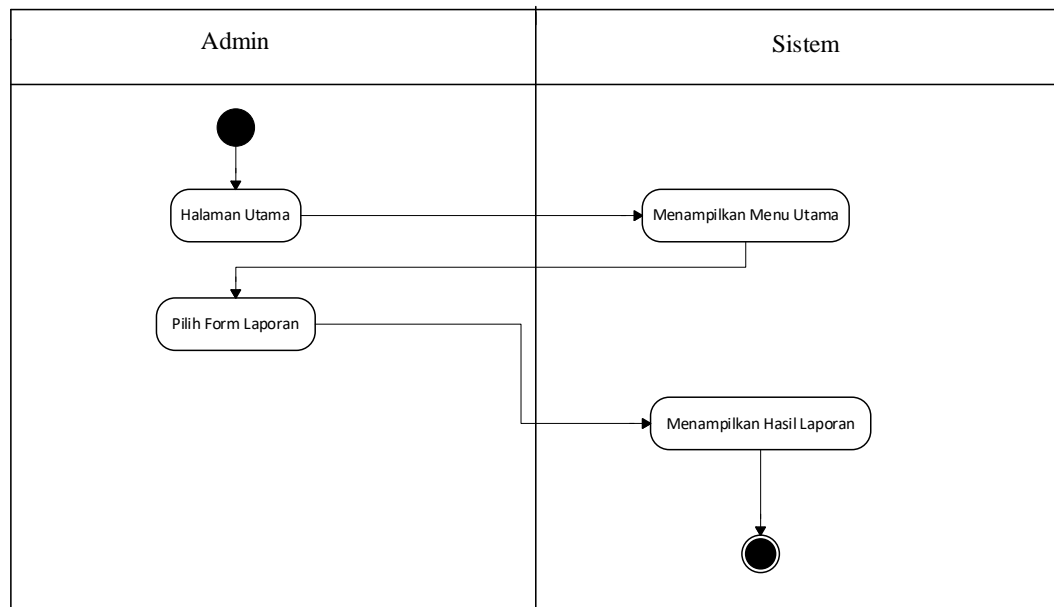 Admin
Sistem
Halaman Utama
Menampilkan Menu Utama
Pilih Form Laporan
Menampilkan Hasil Laporan